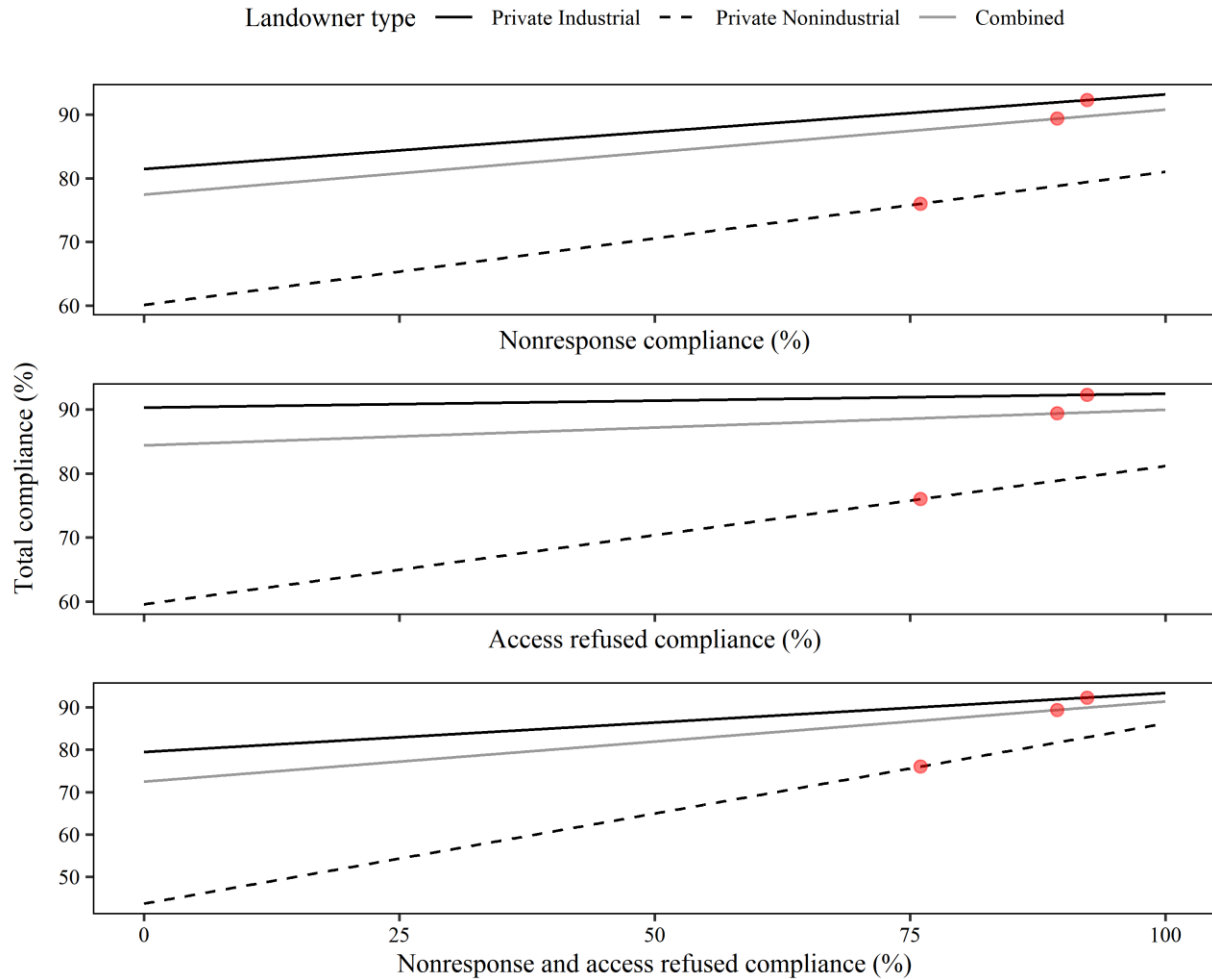 Landowner type Private Industrial Private Nonindustrial Combined
90
80
70
60
Nonresponse compliance (%)
90
80
70
60
Access refused compliance (%)
Total compliance (%)
90
80
70
60
50
0 25 50 75 100
Nonresponse and access refused compliance (%)